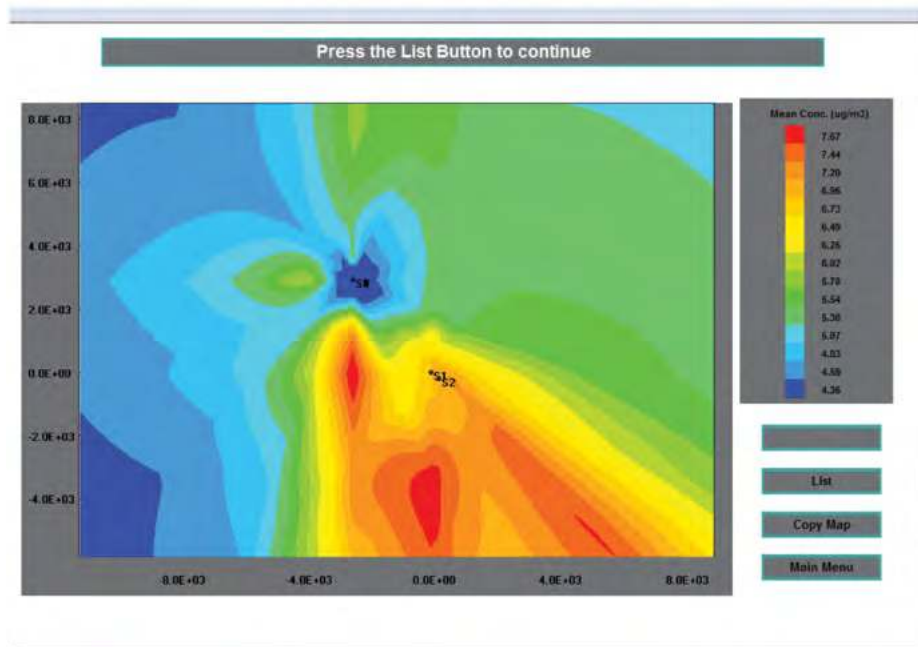 Press the List Button to continue
Mean Conc. (ug/m3)
8.0E+03
6.0E+03
4.0E+03
2.0E+03
0.0E+00
-2.0E+03
-4.0E+03
7.67
7.44
7.20
6.96
6.73
6.49
6.26
6.02
5.78
5.54
5.30
5.07
4.83
4.59
4.36
S1
S2
List
Copy Map
Main Menu
-8.0E+03
-4.0E+03
0.0E+00
4.0E+03
8.0E+03